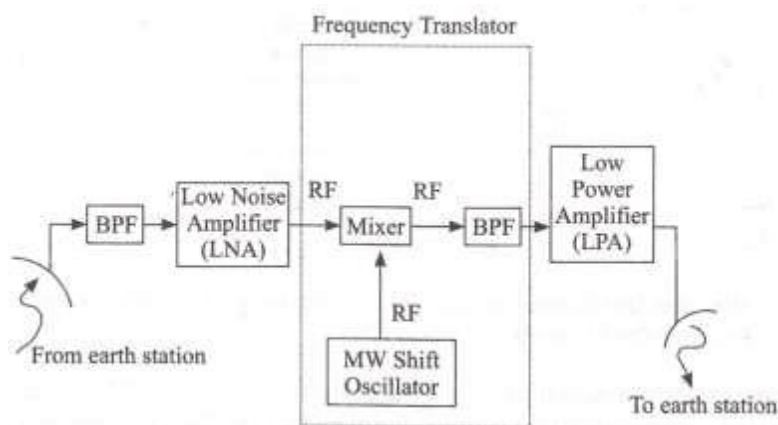 Frequency Translator
Low
Power
Amplifier
(LPA)
Low Noise
Amplifier
(LNA)
RF
RF
BPF
Mixer
BPF
RF
From earth station
MW Shift
Oscillator
To earth station